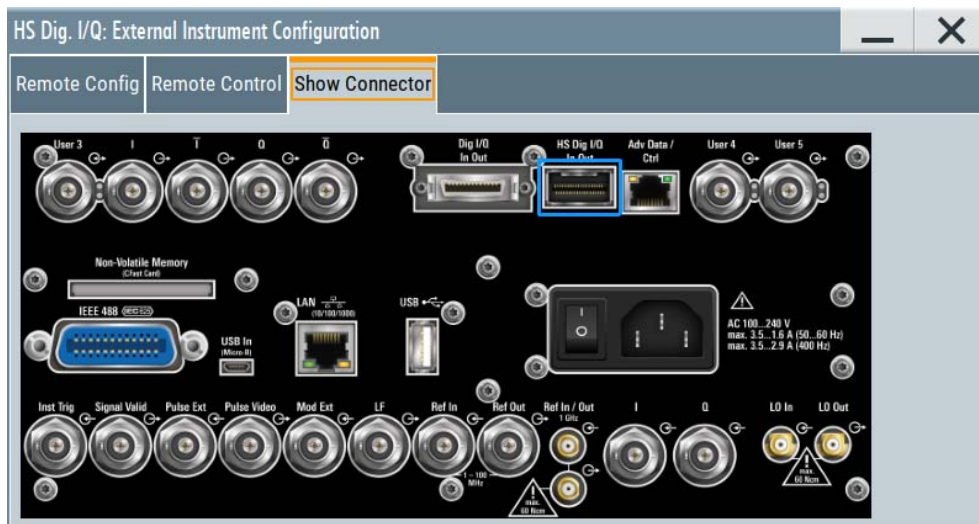 HS Dig. I/Q: External Instrument Configuration
Remote Config
Remote Control
Show Connector
User 3
I
I̅
Q
Q̅
Dig I/Q
In Out
HS Dig I/Q
In Out
Adv Data /
Ctrl
User 4
User 5
Non-Volatile Memory
(CFast Card)
IEEE 488
USB In
(Micro-B)
LAN
(10/100/1000)
USB
I
O
AC 100...240 V
max. 3.5...1.6 A (50...60 Hz)
max. 3.5...2.9 A (400 Hz)
Inst Trig
Signal Valid
Pulse Ext
Pulse Video
Mod Ext
LF
Ref In
Ref Out
1 – 100
MHz
Ref In / Out
1 GHz
max.
60 Ncm
I
Q
LO In
LO Out
max.
60 Ncm